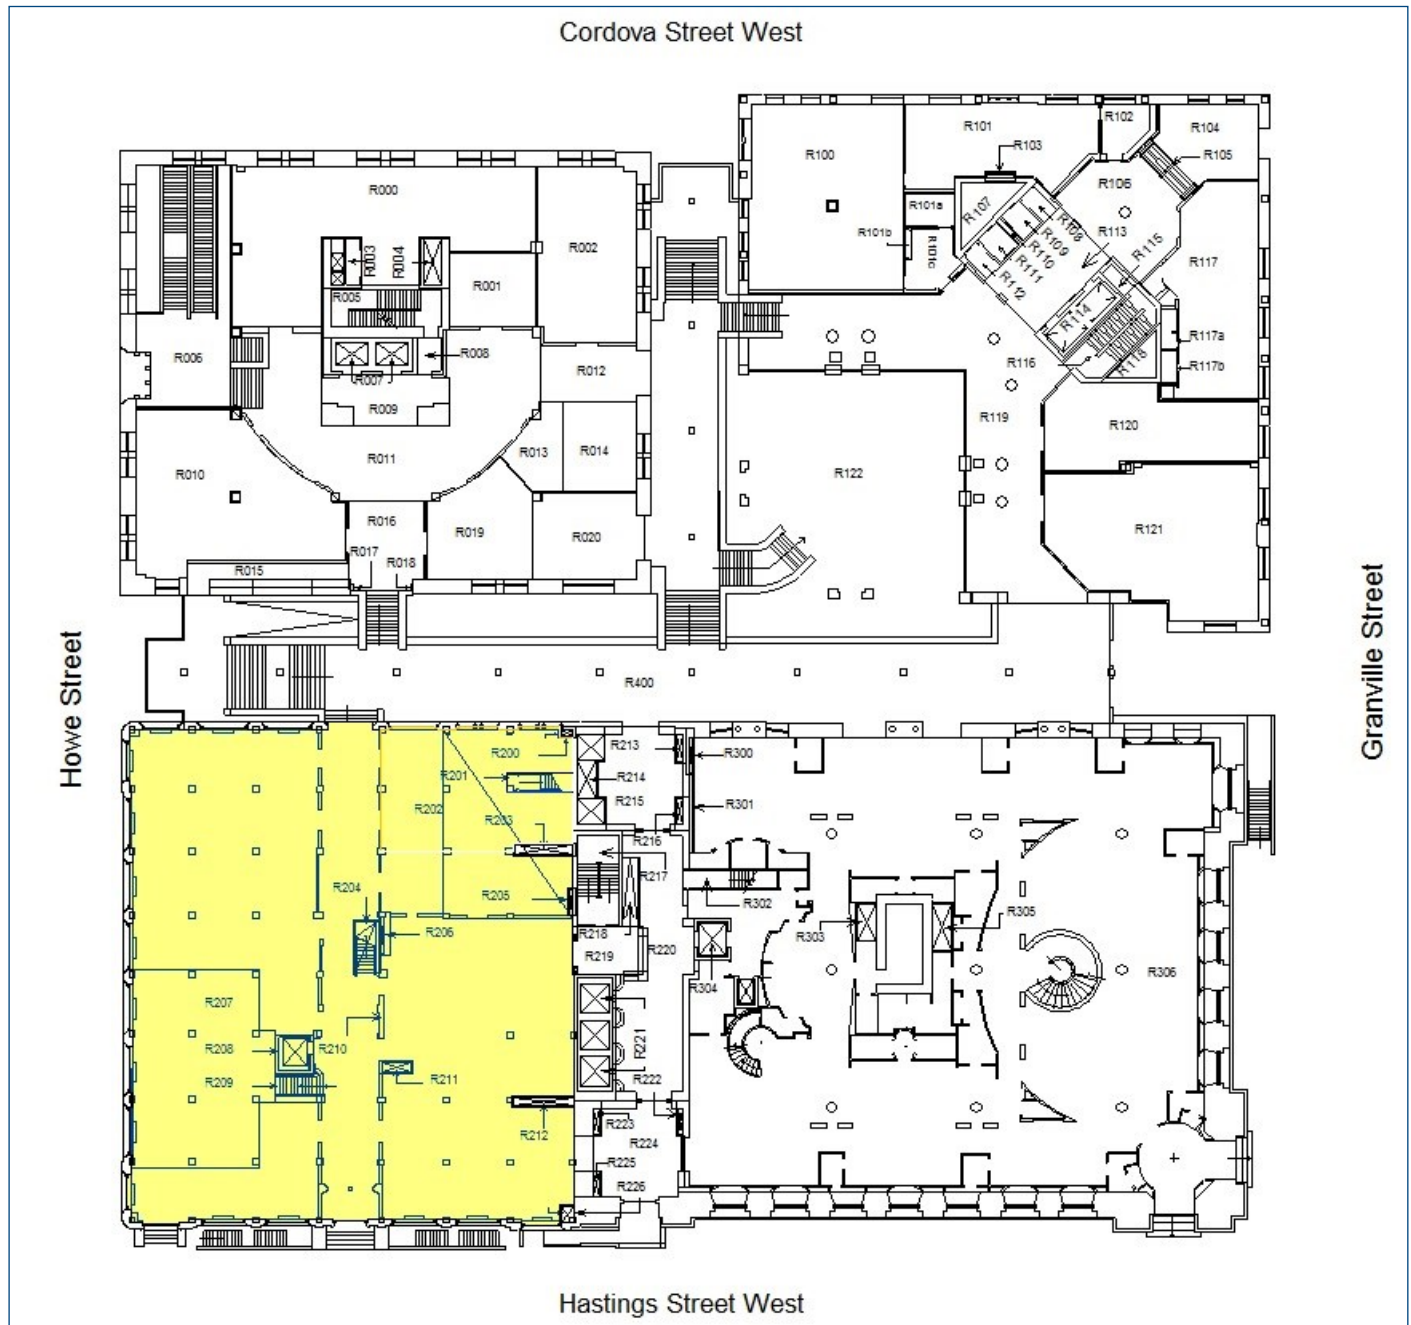 Cordova Street West
R000
R001
R002
R003
R004
R005
R006
R007
R008
R009
R010
R011
R012
R013
R014
R015
R016
R017
R018
R019
R020
R100
R101
R101a
R101b
R101c
R102
R103
R104
R105
R106
R107
R108
R109
R110
R111
R112
R113
R114
R115
R116
R117
R117a
R117b
R118
R119
R120
R121
R122
Howe Street
Granville Street
R400
R200
R201
R202
R203
R204
R205
R206
R207
R208
R209
R210
R211
R212
R213
R214
R215
R216
R217
R218
R219
R220
R221
R222
R223
R224
R225
R226
R300
R301
R302
R303
R304
R305
R306
Hastings Street West